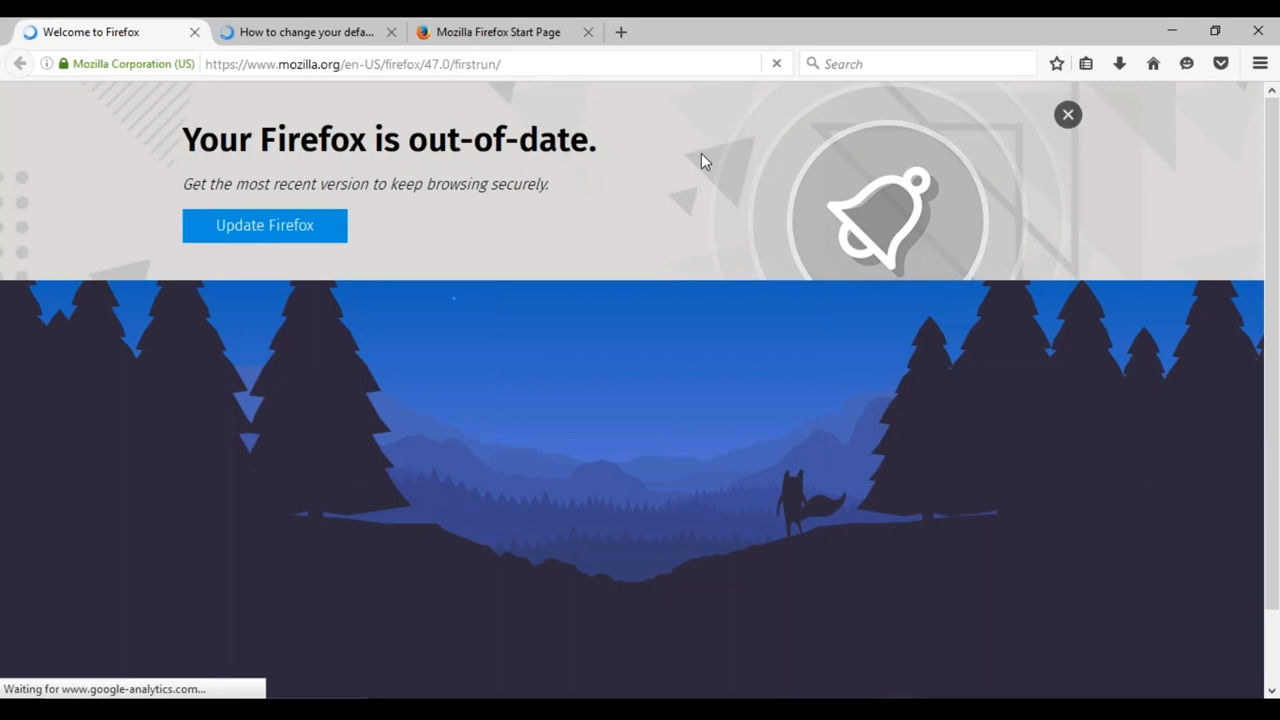 Welcome to Firefox
How to change your defa...
Mozilla Firefox Start Page
Mozilla Corporation (US)
https://www.mozilla.org/en-US/firefox/47.0/firstrun/
Search
Your Firefox is out-of-date.
Get the most recent version to keep browsing securely.
Update Firefox
Waiting for www.google-analytics.com...